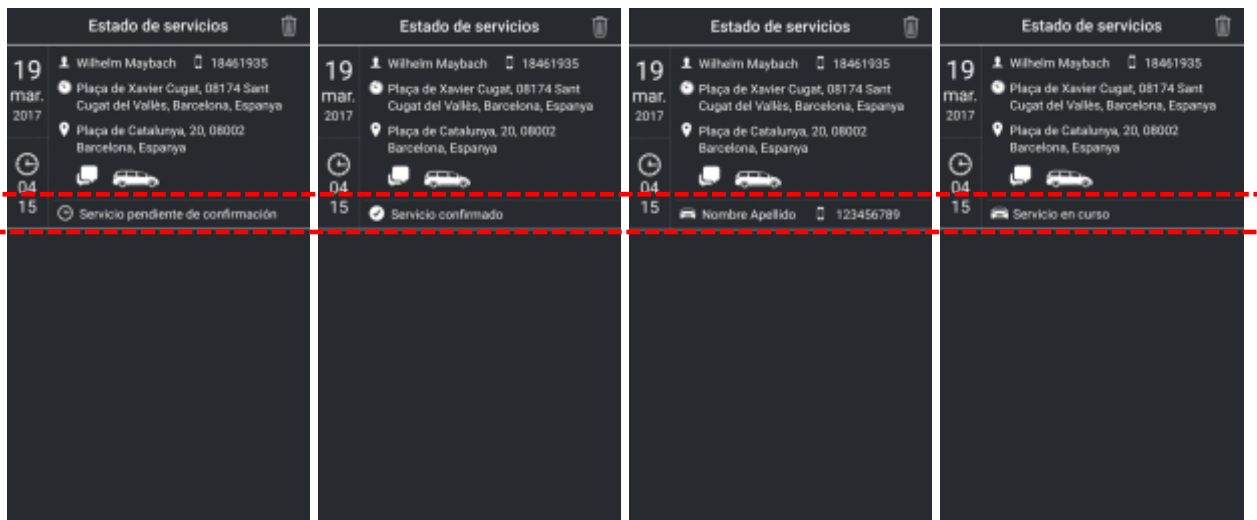 Estado de servicios
19
mar.
2017
04
15
Wilhelm Maybach 18461935
Plaça de Xavier Cugat, 08174 Sant
Cugat del Vallès, Barcelona, Espanya
Plaça de Catalunya, 20, 08002
Barcelona, Espanya
Servicio pendiente de confirmación
Estado de servicios
19
mar.
2017
04
15
Wilhelm Maybach 18461935
Plaça de Xavier Cugat, 08174 Sant
Cugat del Vallès, Barcelona, Espanya
Plaça de Catalunya, 20, 08002
Barcelona, Espanya
Servicio confirmado
Estado de servicios
19
mar.
2017
04
15
Wilhelm Maybach 18461935
Plaça de Xavier Cugat, 08174 Sant
Cugat del Vallès, Barcelona, Espanya
Plaça de Catalunya, 20, 08002
Barcelona, Espanya
Nombre Apellido 123456789
Estado de servicios
19
mar.
2017
04
15
Wilhelm Maybach 18461935
Plaça de Xavier Cugat, 08174 Sant
Cugat del Vallès, Barcelona, Espanya
Plaça de Catalunya, 20, 08002
Barcelona, Espanya
Servicio en curso